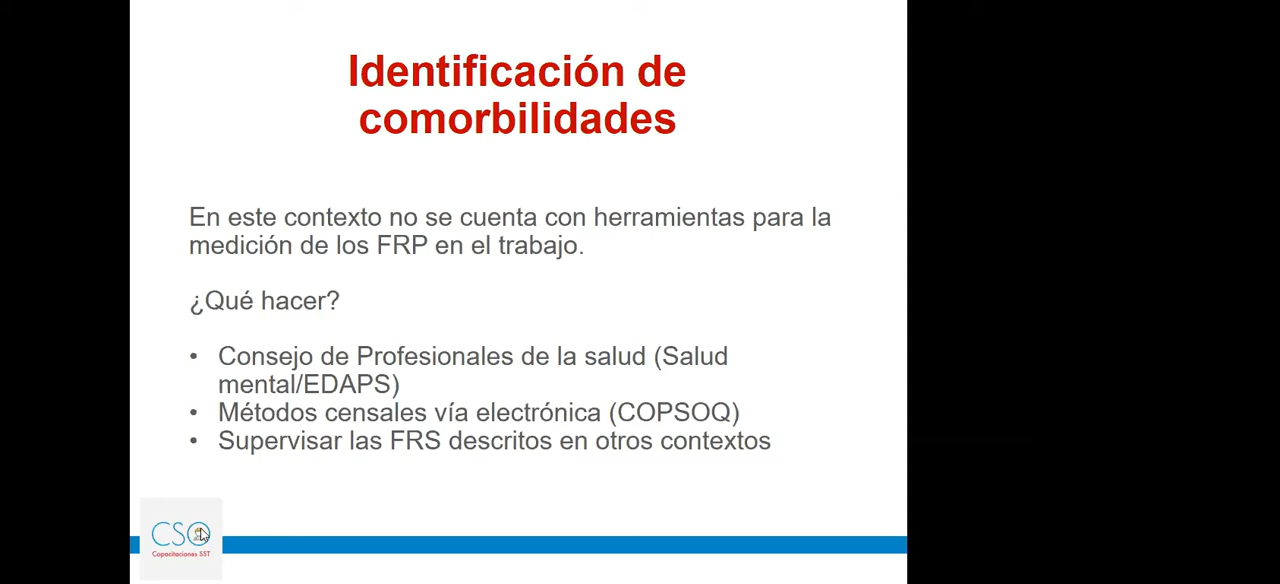 Identificación de
comorbilidades
En este contexto no se cuenta con herramientas para la
medición de los FRP en el trabajo.
¿Qué hacer?
• Consejo de Profesionales de la salud (Salud
mental/EDAPS)
• Métodos censales vía electrónica (COPSOQ)
• Supervisar las FRS descritos en otros contextos
CSO
Capacitaciones SST